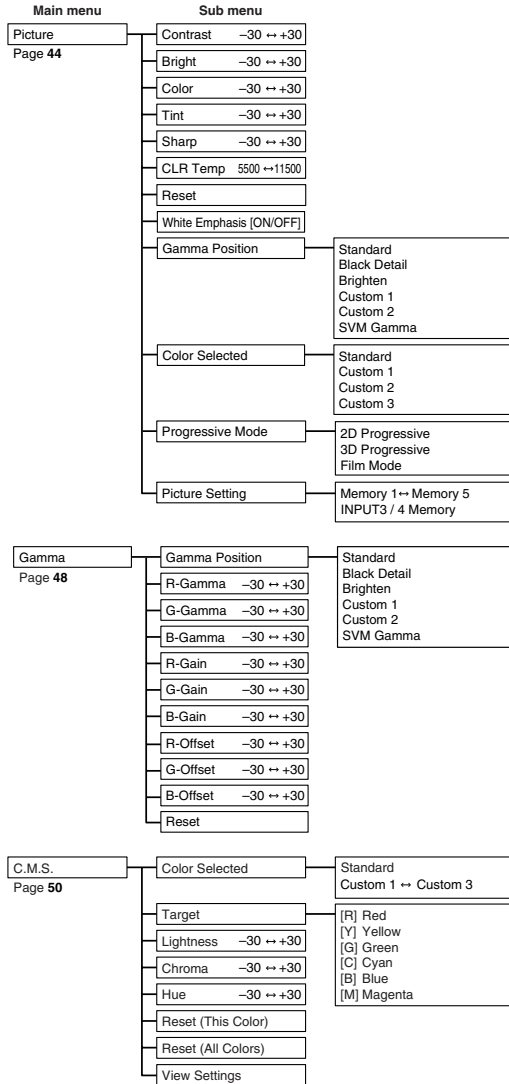 Main menu Sub menu
Picture
Page 44
Contrast –30 ↔ +30
Bright –30 ↔ +30
Color –30 ↔ +30
Tint –30 ↔ +30
Sharp –30 ↔ +30
CLR Temp 5500 ↔11500
Reset
White Emphasis [ON/OFF]
Gamma Position
Standard
Black Detail
Brighten
Custom 1
Custom 2
SVM Gamma
Color Selected
Standard
Custom 1
Custom 2
Custom 3
Progressive Mode
2D Progressive
3D Progressive
Film Mode
Picture Setting
Memory 1↔ Memory 5
INPUT3 / 4 Memory
Gamma
Page 48
Gamma Position
Standard
Black Detail
Brighten
Custom 1
Custom 2
SVM Gamma
R-Gamma –30 ↔ +30
G-Gamma –30 ↔ +30
B-Gamma –30 ↔ +30
R-Gain –30 ↔ +30
G-Gain –30 ↔ +30
B-Gain –30 ↔ +30
R-Offset –30 ↔ +30
G-Offset –30 ↔ +30
B-Offset –30 ↔ +30
Reset
C.M.S.
Page 50
Color Selected
Standard
Custom 1 ↔ Custom 3
Target
[R] Red
[Y] Yellow
[G] Green
[C] Cyan
[B] Blue
[M] Magenta
Lightness –30 ↔ +30
Chroma –30 ↔ +30
Hue –30 ↔ +30
Reset (This Color)
Reset (All Colors)
View Settings